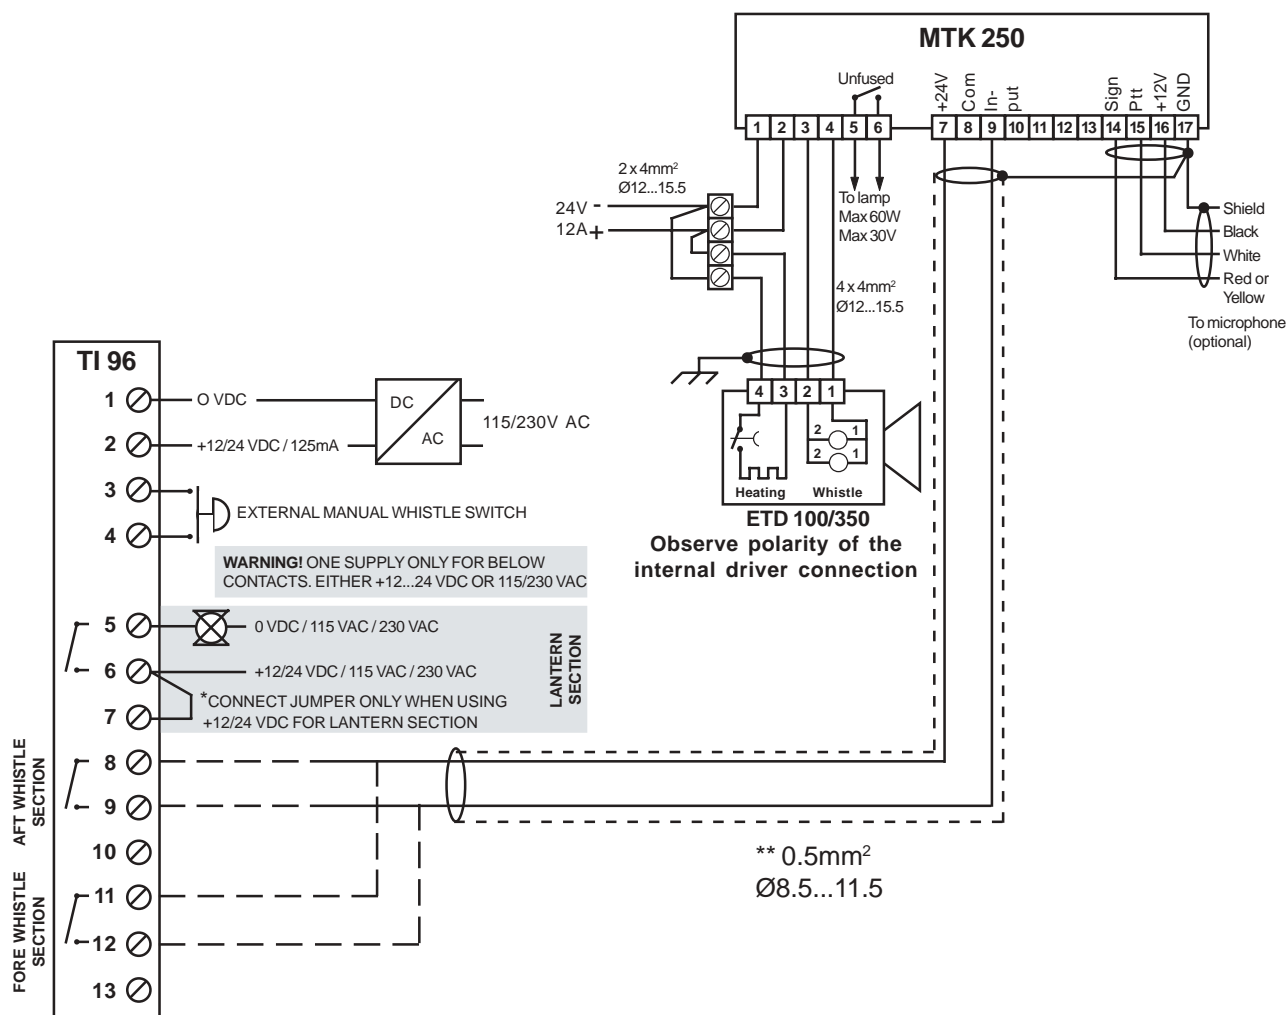 MTK 250
Unfused
+24V
Com
In-
put
Sign
Ptt
+12V
GND
1 2 3 4 5 6 7 8 9 10 11 12 13 14 15 16 17
2 x 4mm²
Ø12...15.5
24V -
12A +
To lamp
Max 60W
Max 30V
4 x 4mm²
Ø12...15.5
Shield
Black
White
Red or
Yellow
To microphone
(optional)
4 3 2 1
2 1
2 1
Heating Whistle
ETD 100/350
Observe polarity of the
internal driver connection
TI 96
1 O VDC
DC
AC
115/230V AC
2 +12/24 VDC / 125mA
3
EXTERNAL MANUAL WHISTLE SWITCH
4
WARNING! ONE SUPPLY ONLY FOR BELOW
CONTACTS. EITHER +12...24 VDC OR 115/230 VAC
5 0 VDC / 115 VAC / 230 VAC
6 +12/24 VDC / 115 VAC / 230 VAC
*CONNECT JUMPER ONLY WHEN USING
7 +12/24 VDC FOR LANTERN SECTION
LANTERN
SECTION
AFT WHISTLE
SECTION
8
9
10
FORE WHISTLE
SECTION
11
12
13
** 0.5mm²
Ø8.5...11.5